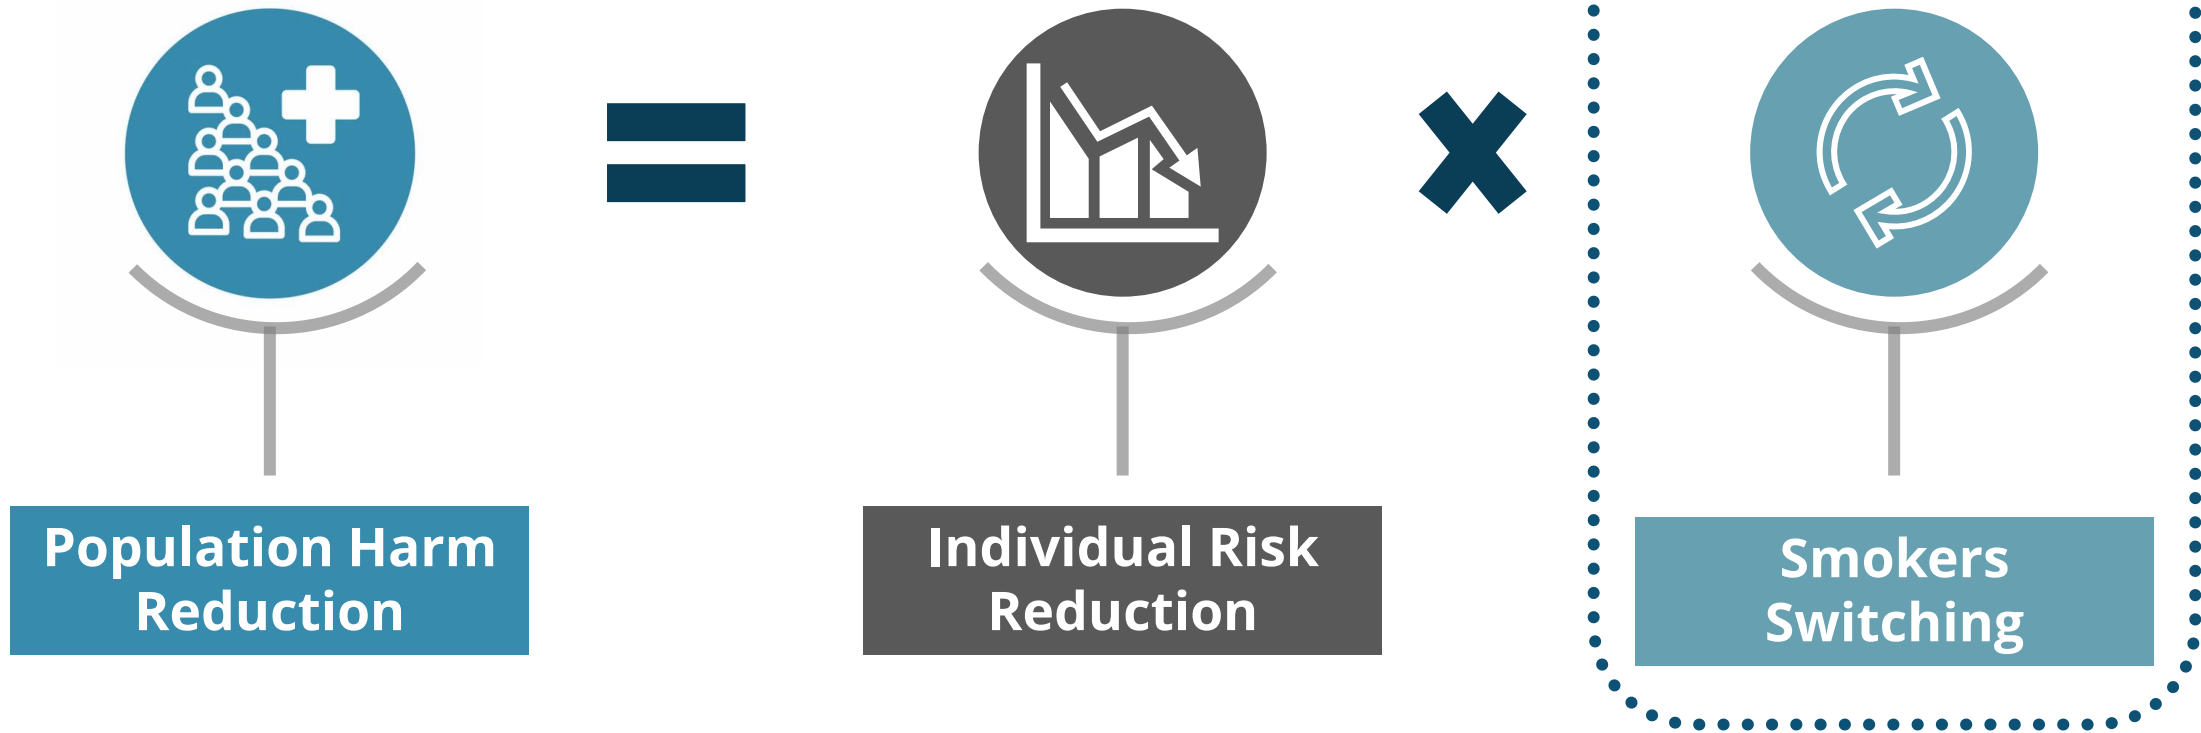 Population Harm
Reduction
Individual Risk
Reduction
Smokers
Switching